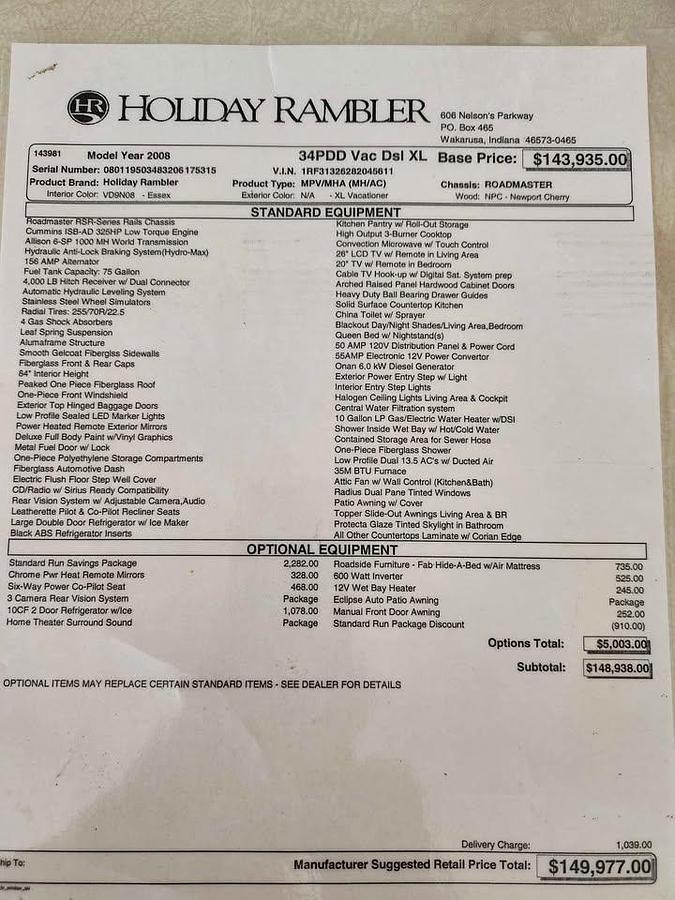 HR HOLIDAY RAMBLER
606 Nelson's Parkway
PO. Box 465
Wakarusa, Indiana 46573-0465
143981 Model Year 2008 34PDD Vac Dsl XL Base Price: $143,935.00
Serial Number: 0801195034832061 75315 V.I.N. 1RF31326282045611
Product Brand: Holiday Rambler Product Type: MPV/MHA (MH/AC) Chassis: ROADMASTER
Interior Color: VD9N08 - Essex Exterior Color: N/A - XL Vacationer Wood: NPC - Newport Cherry
STANDARD EQUIPMENT
Roadmaster RSR-Series Rails Chassis
Cummins ISB-AD 325HP Low Torque Engine
Allison 6-SP 1000 MH World Transmission
Hydraulic Anti-Lock Braking System(Hydro-Max)
156 AMP Alternator
Fuel Tank Capacity: 75 Gallon
4,000 LB Hitch Receiver w/ Dual Connector
Automatic Hydraulic Leveling System
Stainless Steel Wheel Simulators
Radial Tires: 255/70R/22.5
4 Gas Shock Absorbers
Leaf Spring Suspension
Alumaframe Structure
Smooth Gelcoat Fiberglss Sidewalls
Fiberglass Front & Rear Caps
84" Interior Height
Peaked One Piece Fiberglass Roof
One-Piece Front Windshield
Exterior Top Hinged Baggage Doors
Low Profile Sealed LED Marker Lights
Power Heated Remote Exterior Mirrors
Deluxe Full Body Paint w/Vinyl Graphics
Metal Fuel Door w/ Lock
One-Piece Polyethylene Storage Compartments
Fiberglass Automotive Dash
Electric Flush Floor Step Well Cover
CD/Radio w/ Sirius Ready Compatibility
Rear Vision System w/ Adjustable Camera,Audio
Leatherette Pilot & Co-Pilot Recliner Seats
Large Double Door Refrigerator w/ Ice Maker
Black ABS Refrigerator Inserts
Kitchen Pantry w/ Roll-Out Storage
High Output 3-Burner Cooktop
Convection Microwave w/ Touch Control
26" LCD TV w/ Remote in Living Area
20" TV w/ Remote in Bedroom
Cable TV Hook-up w/ Digital Sat. System prep
Arched Raised Panel Hardwood Cabinet Doors
Heavy Duty Ball Bearing Drawer Guides
Solid Surface Countertop Kitchen
China Toilet w/ Sprayer
Blackout Day/Night Shades/Living Area,Bedroom
Queen Bed w/ Nightstand(s)
50 AMP 120V Distribution Panel & Power Cord
55AMP Electronic 12V Power Convertor
Onan 6.0 kW Diesel Generator
Exterior Power Entry Step w/ Light
Interior Entry Step Lights
Halogen Ceiling Lights Living Area & Cockpit
Central Water Filtration system
10 Gallon LP Gas/Electric Water Heater w/DSI
Shower Inside Wet Bay w/ Hot/Cold Water
Contained Storage Area for Sewer Hose
One-Piece Fiberglass Shower
Low Profile Dual 13.5 AC's w/ Ducted Air
35M BTU Furnace
Attic Fan w/ Wall Control (Kitchen&Bath)
Radius Dual Pane Tinted Windows
Patio Awning w/ Cover
Topper Slide-Out Awnings Living Area & BR
Protecta Glaze Tinted Skylight in Bathroom
All Other Countertops Laminate w/ Corian Edge
OPTIONAL EQUIPMENT
Standard Run Savings Package 2,282.00
Chrome Pwr Heat Remote Mirrors 328.00
Six-Way Power Co-Pilot Seat 468.00
3 Camera Rear Vision System Package
10CF 2 Door Refrigerator w/Ice 1,078.00
Home Theater Surround Sound Package
Roadside Furniture - Fab Hide-A-Bed w/Air Mattress 735.00
600 Watt Inverter 525.00
12V Wet Bay Heater 245.00
Eclipse Auto Patio Awning Package
Manual Front Door Awning 252.00
Standard Run Package Discount (910.00)
Options Total: $5,003.00
Subtotal: $148,938.00
OPTIONAL ITEMS MAY REPLACE CERTAIN STANDARD ITEMS - SEE DEALER FOR DETAILS
Delivery Charge: 1,039.00
hip To: Manufacturer Suggested Retail Price Total: $149,977.00